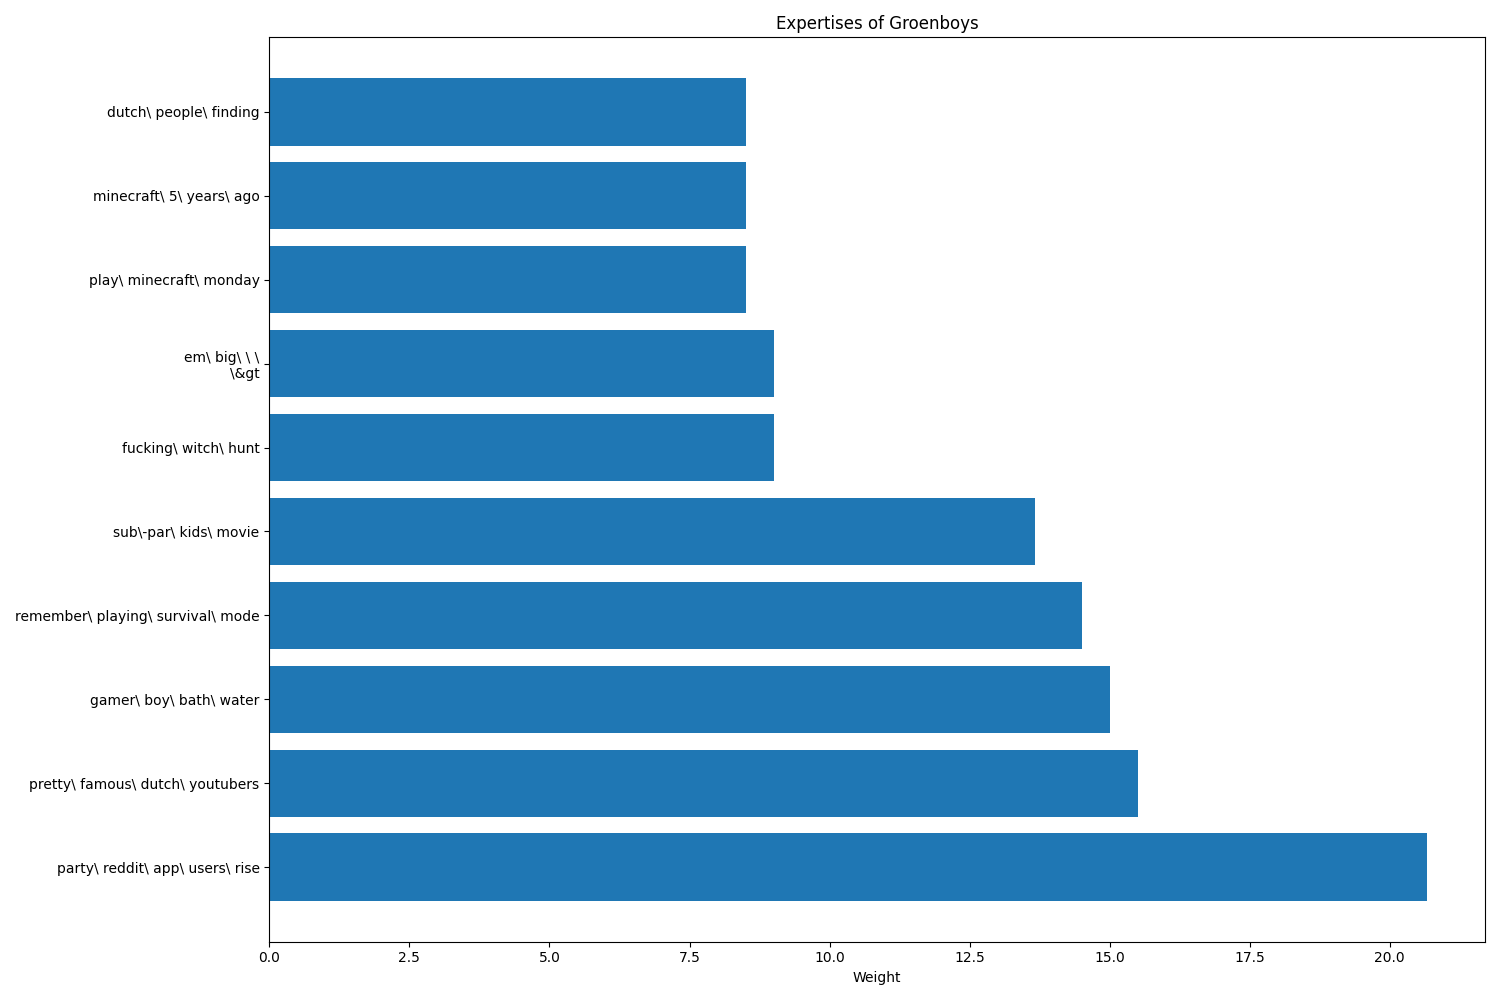 Expertises of Groenboys
dutch\ people\ finding
minecraft\ 5\ years\ ago
play\ minecraft\ monday
em\ big\ \ \
\&gt
fucking\ witch\ hunt
sub\-par\ kids\ movie
remember\ playing\ survival\ mode
gamer\ boy\ bath\ water
pretty\ famous\ dutch\ youtubers
party\ reddit\ app\ users\ rise
0.0 2.5 5.0 7.5 10.0 12.5 15.0 17.5 20.0
Weight